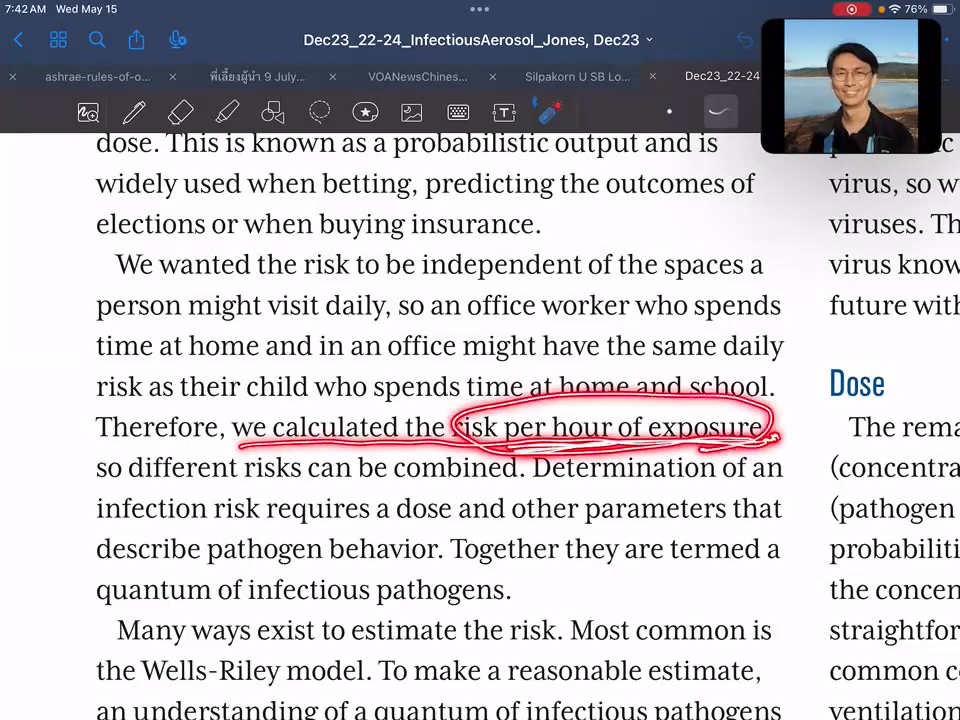 7:42 AM Wed May 15
76%
Dec23_22-24_InfectiousAerosol_Jones, Dec23
ashrae-rules-of-o...
พี่เลี้ยงผู้นำ 9 July...
VOANewsChines...
Silpakorn U SB Lo...
Dec23_22-24
dose. This is known as a probabilistic output and is
widely used when betting, predicting the outcomes of
elections or when buying insurance.
We wanted the risk to be independent of the spaces a
person might visit daily, so an office worker who spends
time at home and in an office might have the same daily
risk as their child who spends time at home and school.
Therefore, we calculated the risk per hour of exposure
so different risks can be combined. Determination of an
infection risk requires a dose and other parameters that
describe pathogen behavior. Together they are termed a
quantum of infectious pathogens.
Many ways exist to estimate the risk. Most common is
the Wells-Riley model. To make a reasonable estimate,
an understanding of a quantum of infectious pathogens
virus, so w
viruses. Th
virus know
future with
Dose
The rema
(concentra
(pathogen
probabiliti
the concen
straightfor
common c
ventilation